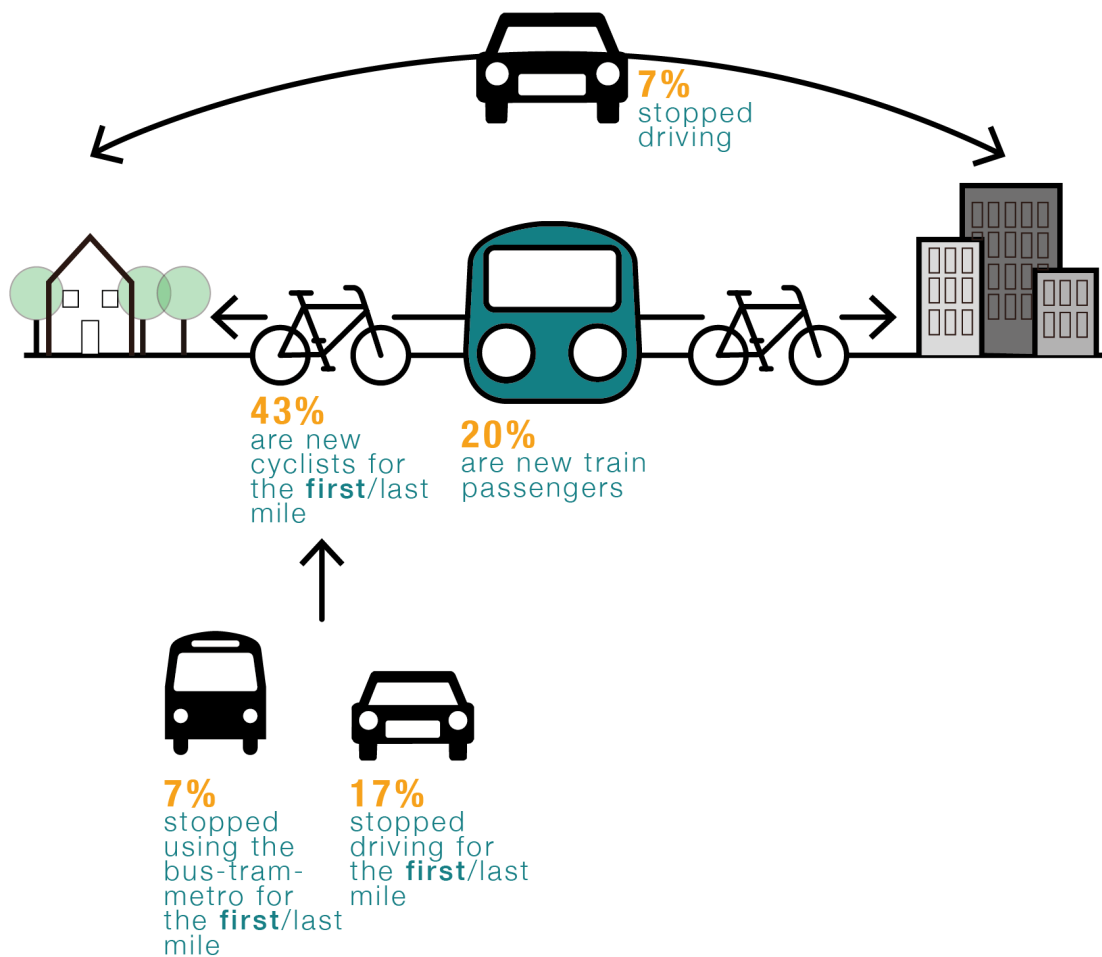 7%
stopped
driving
43%
are new
cyclists for
the first/last
mile
20%
are new train
passengers
7%
stopped
using the
bus-tram-
metro for
the first/last
mile
17%
stopped
driving for
the first/last
mile